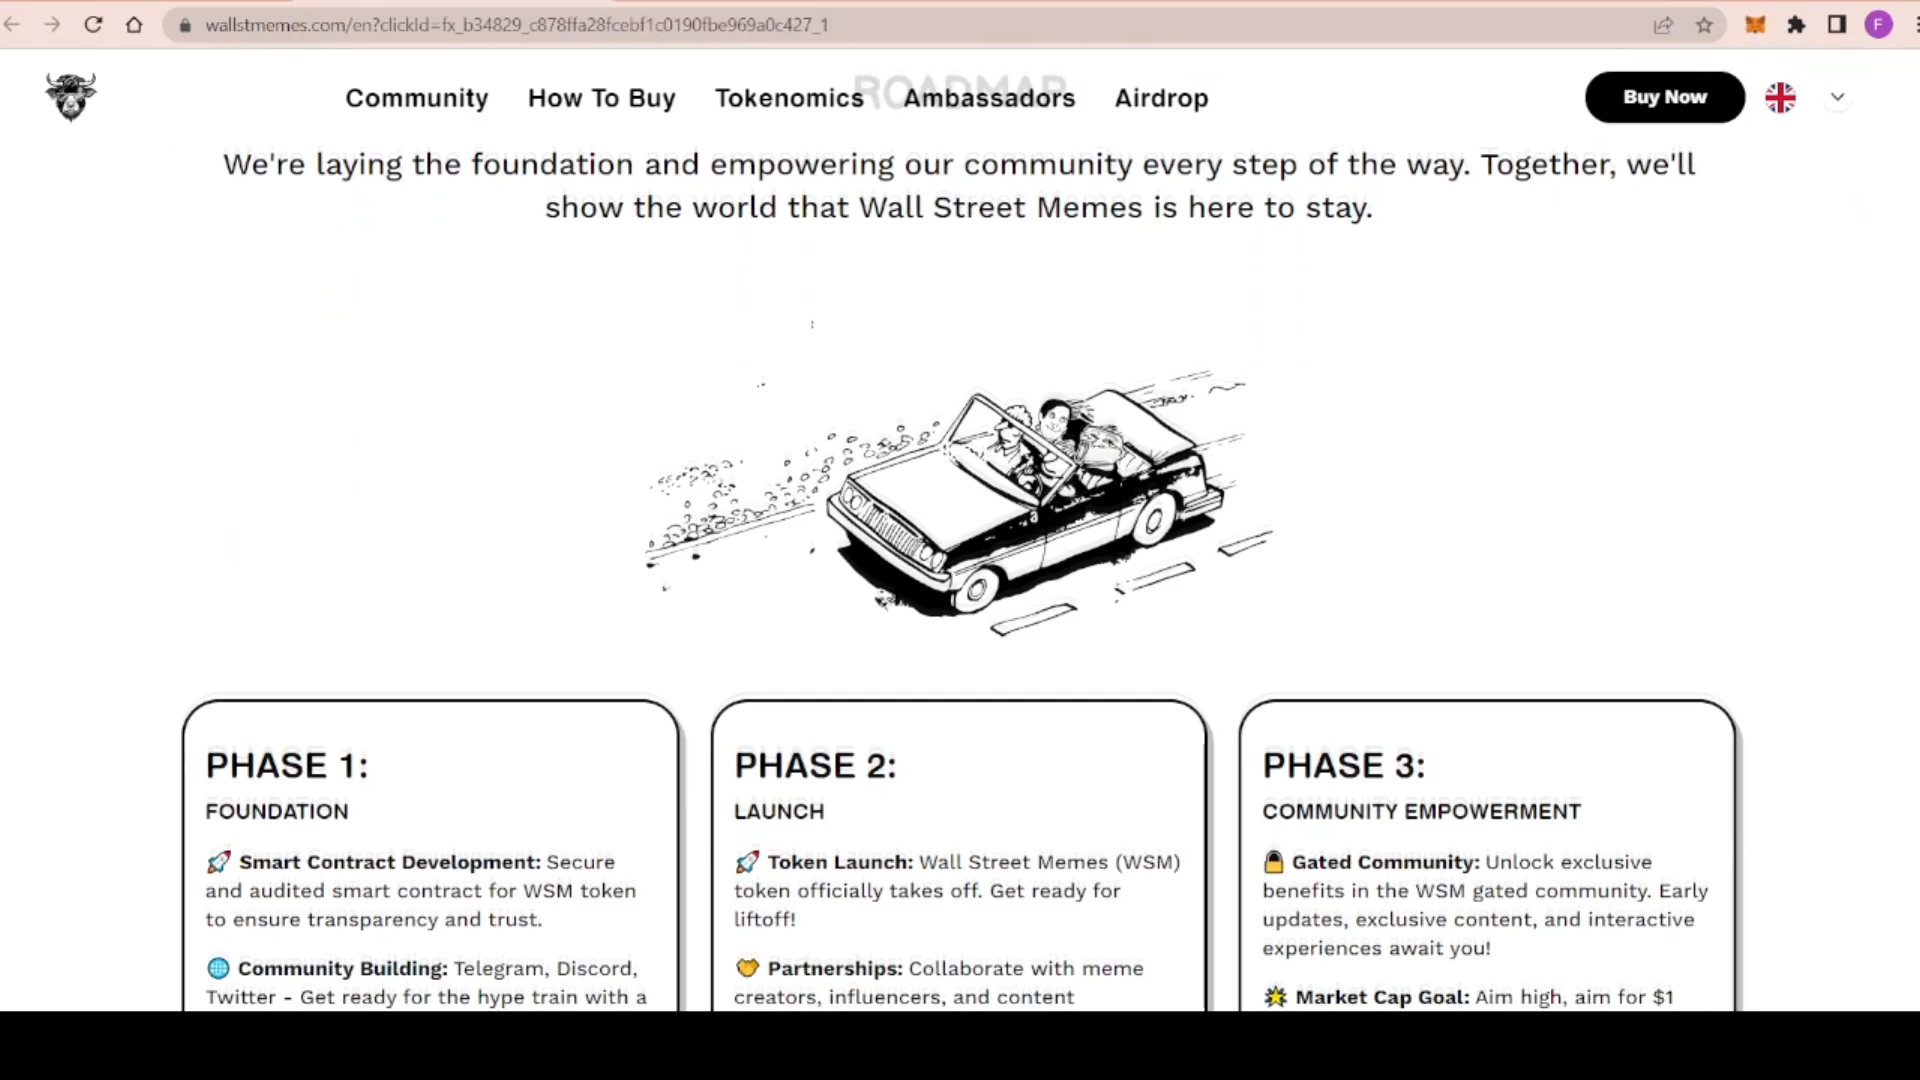 wallstmemes.com/en?clickId=fx_b34829_c878ffa28fcebf1c0190fbe969a0c427_1
F
ROADMAP
Community How To Buy Tokenomics Ambassadors Airdrop Buy Now
We're laying the foundation and empowering our community every step of the way. Together, we'll
show the world that Wall Street Memes is here to stay.
PHASE 1:
FOUNDATION
🚀 Smart Contract Development: Secure
and audited smart contract for WSM token
to ensure transparency and trust.
🌐 Community Building: Telegram, Discord,
Twitter - Get ready for the hype train with a
PHASE 2:
LAUNCH
🚀 Token Launch: Wall Street Memes (WSM)
token officially takes off. Get ready for
liftoff!
🤝 Partnerships: Collaborate with meme
creators, influencers, and content
PHASE 3:
COMMUNITY EMPOWERMENT
🔒 Gated Community: Unlock exclusive
benefits in the WSM gated community. Early
updates, exclusive content, and interactive
experiences await you!
🌟 Market Cap Goal: Aim high, aim for $1